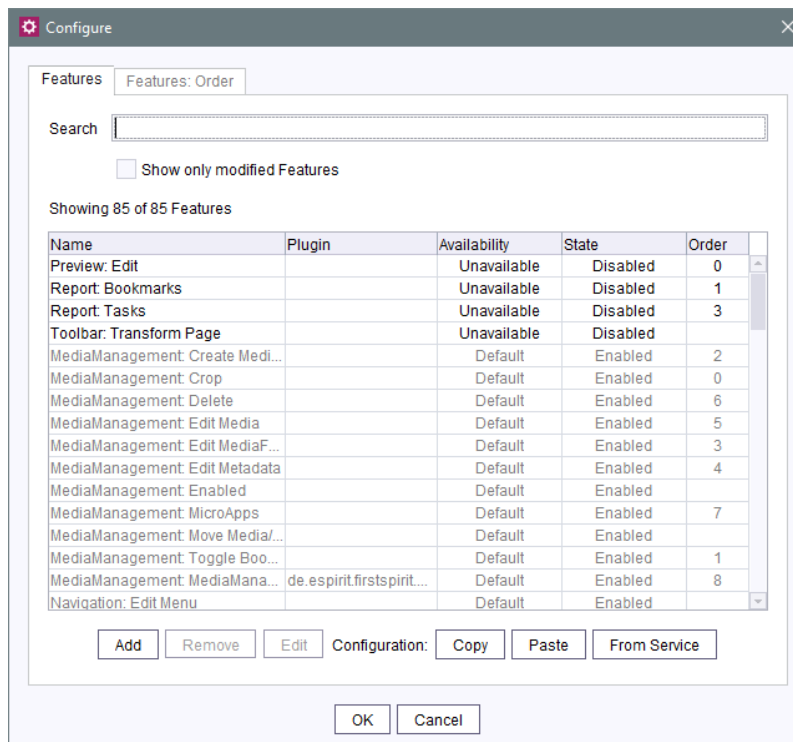 Configure
Features Features: Order
Search
Show only modified Features
Showing 85 of 85 Features
Name Plugin Availability State Order
Preview: Edit Unavailable Disabled 0
Report: Bookmarks Unavailable Disabled 1
Report: Tasks Unavailable Disabled 3
Toolbar: Transform Page Unavailable Disabled
MediaManagement: Create Medi... Default Enabled 2
MediaManagement: Crop Default Enabled 0
MediaManagement: Delete Default Enabled 6
MediaManagement: Edit Media Default Enabled 5
MediaManagement: Edit MediaF... Default Enabled 3
MediaManagement: Edit Metadata Default Enabled 4
MediaManagement: Enabled Default Enabled
MediaManagement: MicroApps Default Enabled 7
MediaManagement: Move Media/... Default Enabled
MediaManagement: Toggle Boo... Default Enabled 1
MediaManagement: MediaMana... de.espirit.firstspirit.... Default Enabled 8
Navigation: Edit Menu Default Enabled
Add Remove Edit Configuration: Copy Paste From Service
OK Cancel